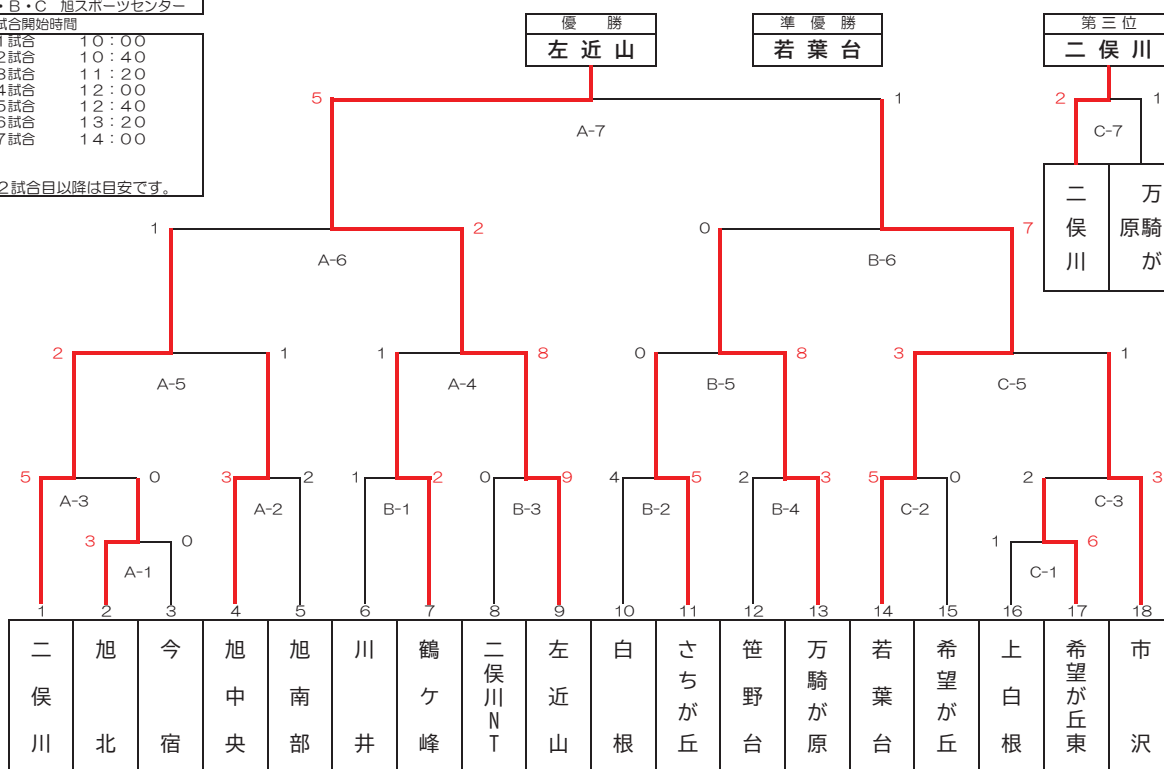 ・B・C 旭スポーツセンター
試合開始時間
1試合 10:00
2試合 10:40
3試合 11:20
4試合 12:00
5試合 12:40
6試合 13:20
7試合 14:00
2試合目以降は目安です。
優 勝
左近山
準 優 勝
若葉台
第三位
二俣川
5 1
A-7
2 1
C-7
二俣川
万騎が原
1 2
A-6
0 7
B-6
2 1
A-5
1 8
A-4
0 8
B-5
3 1
C-5
5 0
A-3
3 2
A-2
1 2
B-1
0 9
B-3
4 5
B-2
2 3
B-4
5 0
C-2
2 3
C-3
3 0
A-1
1 6
C-1
1 2 3 4 5 6 7 8 9 10 11 12 13 14 15 16 17 18
二俣川
旭北
今宿
旭中央
旭南部
川井
鶴ケ峰
二俣川NT
左近山
白根
さちが丘
笹野台
万騎が原
若葉台
希望が丘
上白根
希望が丘東
市沢